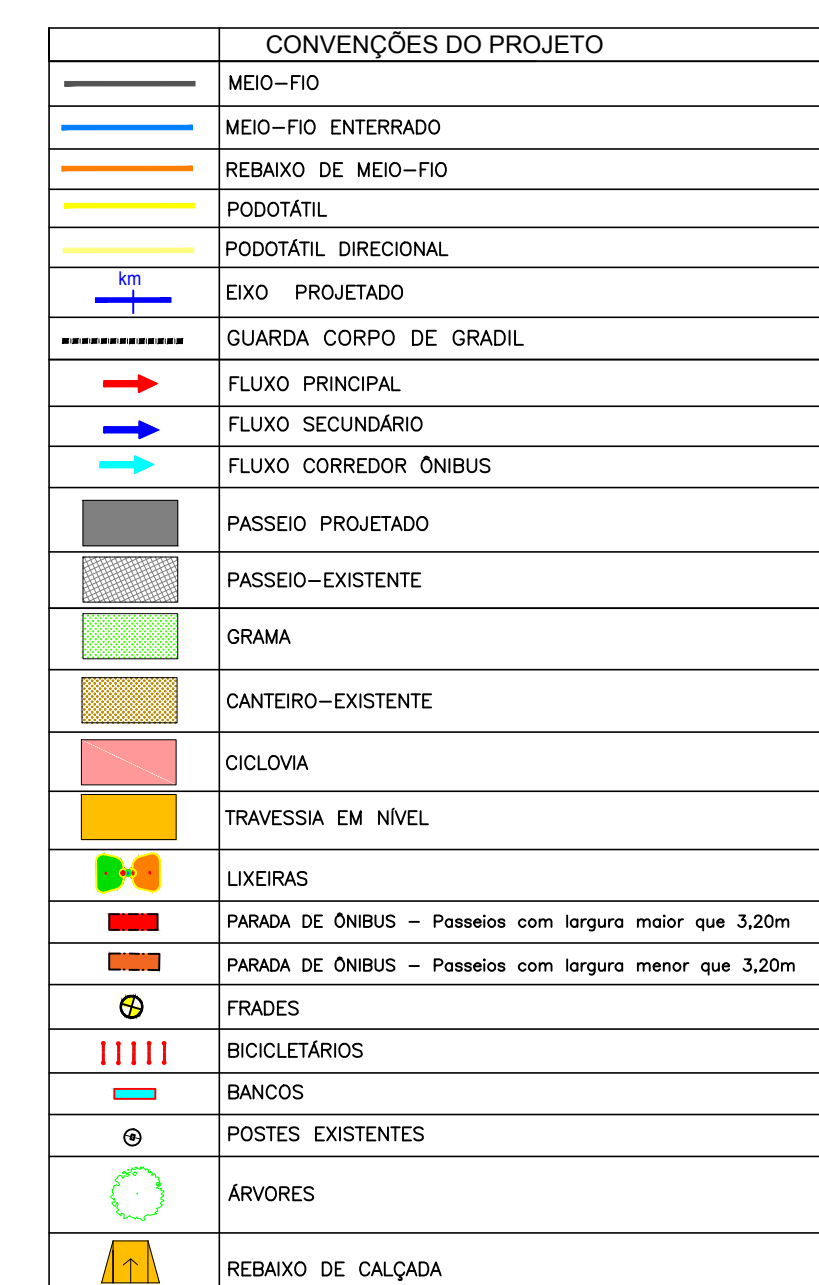 CONVENÇÕES DO PROJETO
MEIO-FIO
MEIO-FIO ENTERRADO
REBAIXO DE MEIO-FIO
PODOTÁTIL
PODOTÁTIL DIRECIONAL
km
EIXO PROJETADO
GUARDA CORPO DE GRADIL
FLUXO PRINCIPAL
FLUXO SECUNDÁRIO
FLUXO CORREDOR ÔNIBUS
PASSEIO PROJETADO
PASSEIO-EXISTENTE
GRAMA
CANTEIRO-EXISTENTE
CICLOVIA
TRAVESSIA EM NÍVEL
LIXEIRAS
PARADA DE ÔNIBUS - Passeios com largura maior que 3,20m
PARADA DE ÔNIBUS - Passeios com largura menor que 3,20m
FRADES
BICICLETÁRIOS
BANCOS
POSTES EXISTENTES
ÁRVORES
REBAIXO DE CALÇADA